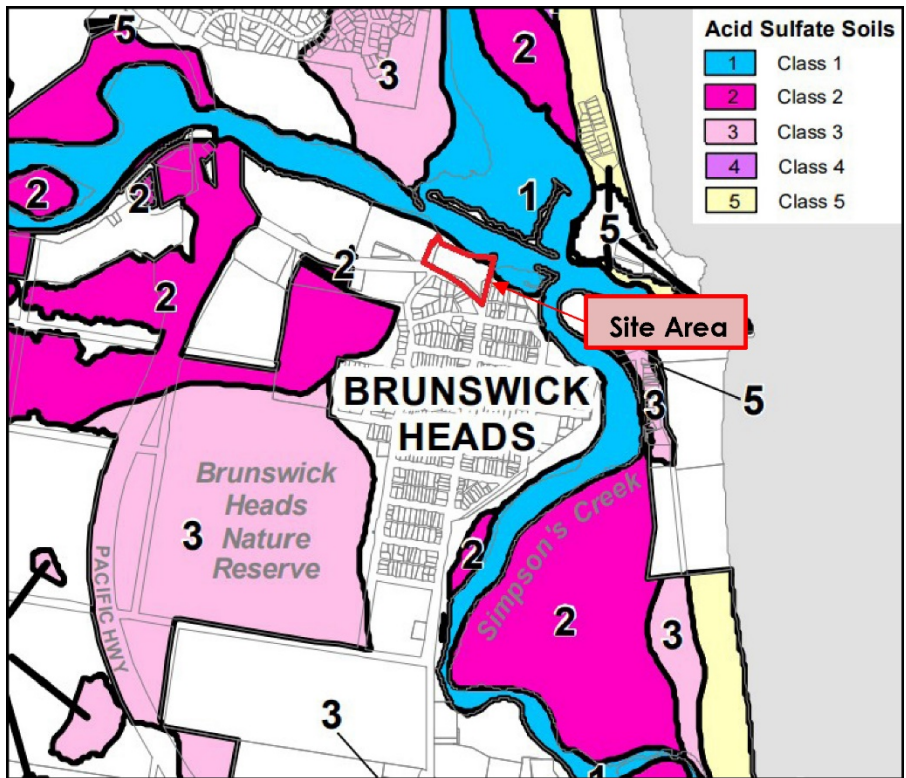 Acid Sulfate Soils
1 Class 1
2 Class 2
3 Class 3
4 Class 4
5 Class 5
5
2
3
2
2
1
5
2
2
Site Area
BRUNSWICK
HEADS
5
3
Brunswick
Heads
Nature
Reserve
3
PACIFIC HWY
2
Simpson's Creek
2
3
3
1